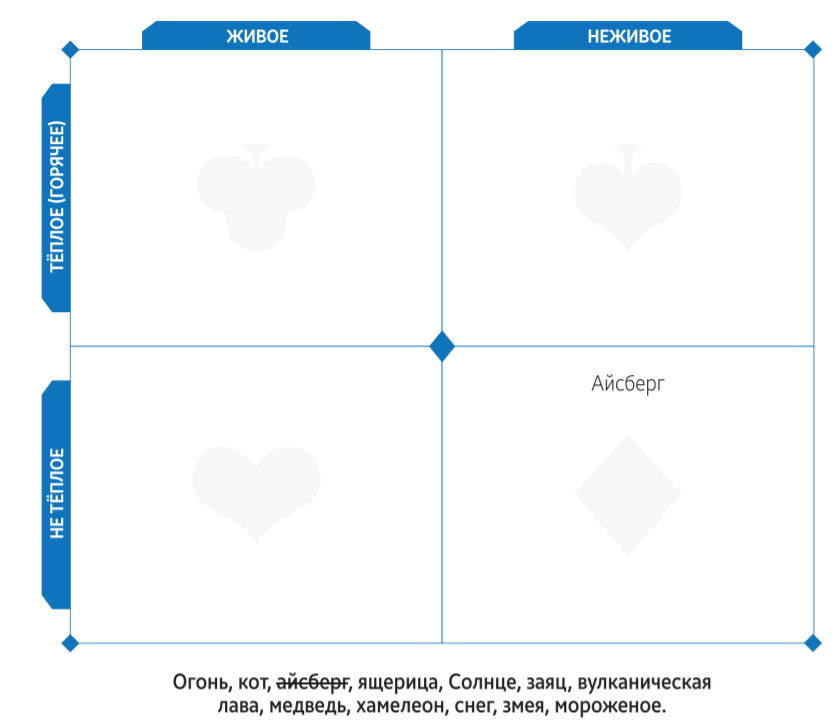 ЖИВОЕ
НЕЖИВОЕ
ТЁПЛОЕ (ГОРЯЧЕЕ)
НЕ ТЁПЛОЕ
Айсберг
Огонь, кот, айсберг, ящерица, Солнце, заяц, вулканическая
лава, медведь, хамелеон, снег, змея, мороженое.